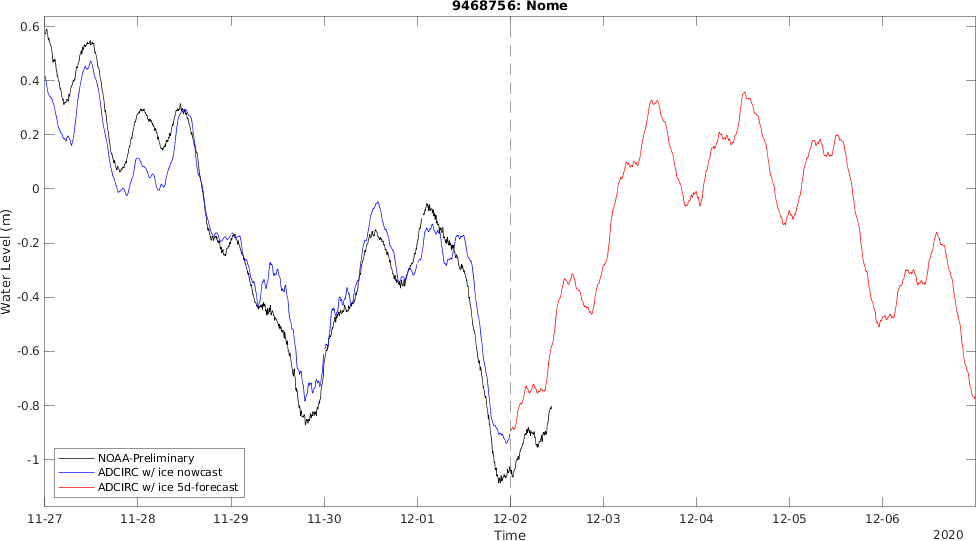 9468756: Nome
Water Level (m)
0.6
0.4
0.2
0
-0.2
-0.4
-0.6
-0.8
-1
NOAA-Preliminary
ADCIRC w/ ice nowcast
ADCIRC w/ ice 5d-forecast
11-27 11-28 11-29 11-30 12-01 12-02 12-03 12-04 12-05 12-06
Time
2020